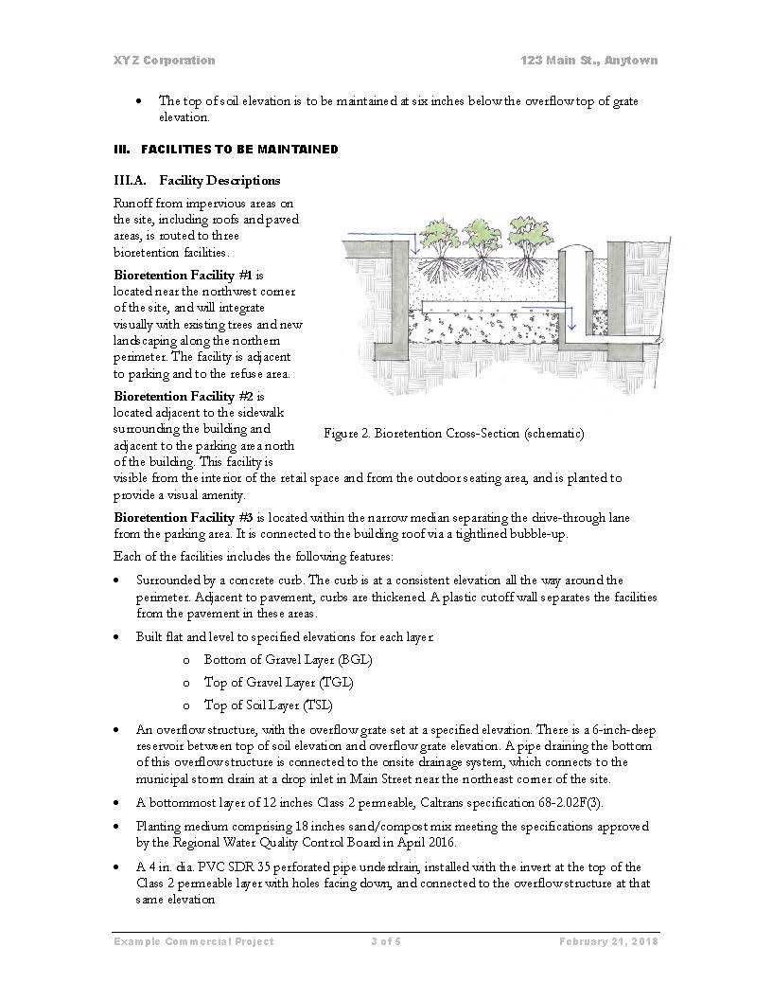 XYZ Corporation 123 Main St., Anytown
• The top of soil elevation is to be maintained at six inches below the overflow top of grate
elevation.
III. FACILITIES TO BE MAINTAINED
III.A. Facility Descriptions
Runoff from impervious areas on
the site, including roofs and paved
areas, is routed to three
bioretention facilities.
Bioretention Facility #1 is
located near the northwest corner
of the site, and will integrate
visually with existing trees and new
landscaping along the northern
perimeter. The facility is adjacent
to parking and to the refuse area.
Bioretention Facility #2 is
located adjacent to the sidewalk
surrounding the building and
adjacent to the parking area north
of the building. This facility is
visible from the interior of the retail space and from the outdoor seating area, and is planted to
provide a visual amenity.
Figure 2. Bioretention Cross-Section (schematic)
Bioretention Facility #3 is located within the narrow median separating the drive-through lane
from the parking area. It is connected to the building roof via a tightlined bubble-up.
Each of the facilities includes the following features:
• Surrounded by a concrete curb. The curb is at a consistent elevation all the way around the
perimeter. Adjacent to pavement, curbs are thickened. A plastic cutoff wall separates the facilities
from the pavement in these areas.
• Built flat and level to specified elevations for each layer:
o Bottom of Gravel Layer (BGL)
o Top of Gravel Layer (TGL)
o Top of Soil Layer (TSL)
• An overflow structure, with the overflow grate set at a specified elevation. There is a 6-inch-deep
reservoir between top of soil elevation and overflow grate elevation. A pipe draining the bottom
of this overflow structure is connected to the onsite drainage system, which connects to the
municipal storm drain at a drop inlet in Main Street near the northeast corner of the site.
• A bottommost layer of 12 inches Class 2 permeable, Caltrans specification 68-2.02F(3).
• Planting medium comprising 18 inches sand/compost mix meeting the specifications approved
by the Regional Water Quality Control Board in April 2016.
• A 4 in. dia. PVC SDR 35 perforated pipe underdrain, installed with the invert at the top of the
Class 2 permeable layer with holes facing down, and connected to the overflow structure at that
same elevation
Example Commercial Project 3 of 5 February 21, 2018